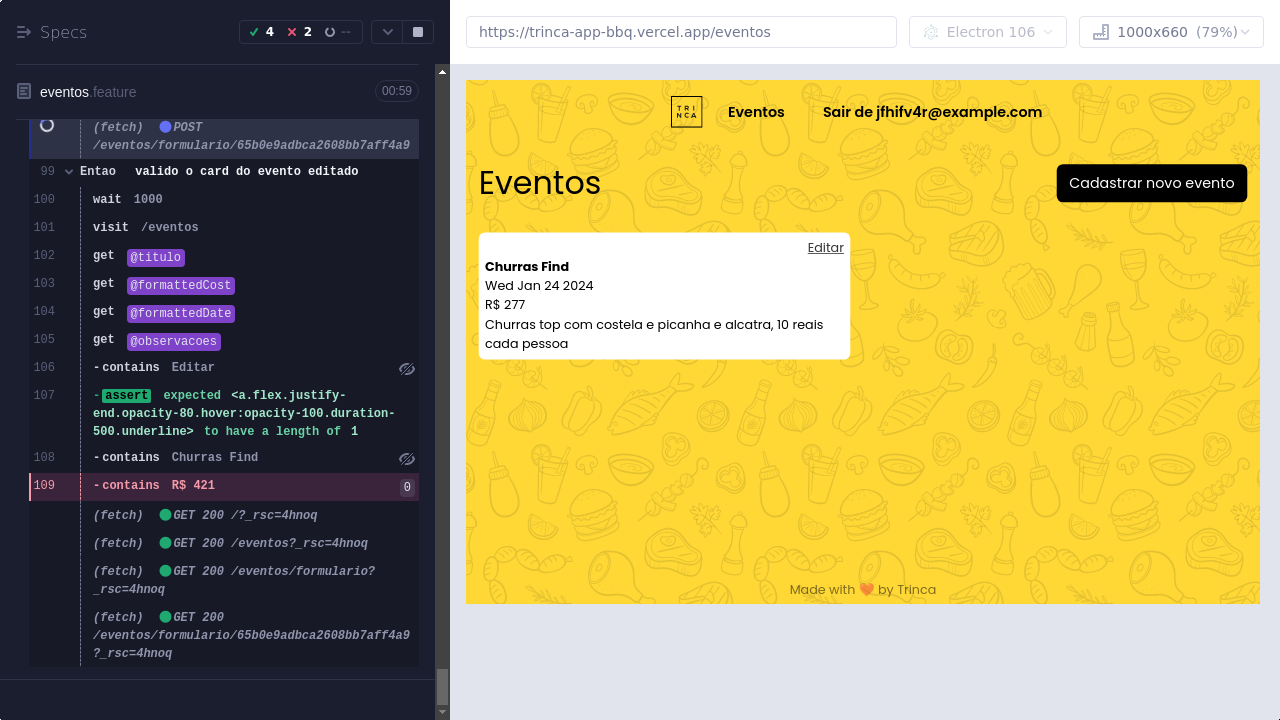 Specs
4 2 --
https://trinca-app-bbq.vercel.app/eventos
Electron 106
1000x660 (79%)
eventos.feature
00:59
(fetch) POST
/eventos/formulario/65b0e9adbca2608bb7aff4a9
99 Entao valido o card do evento editado
100 wait 1000
101 visit /eventos
102 get @titulo
103 get @formattedCost
104 get @formattedDate
105 get @observacoes
106 -contains Editar
107 -assert expected <a.flex.justify-
end.opacity-80.hover:opacity-100.duration-
500.underline> to have a length of 1
108 -contains Churras Find
109 -contains R$ 421 0
(fetch) GET 200 /?_rsc=4hnoq
(fetch) GET 200 /eventos?_rsc=4hnoq
(fetch) GET 200 /eventos/formulario?
_rsc=4hnoq
(fetch) GET 200
/eventos/formulario/65b0e9adbca2608bb7aff4a9
?_rsc=4hnoq
TRI
NCA
Eventos
Sair de jfhifv4r@example.com
Eventos
Cadastrar novo evento
Editar
Churras Find
Wed Jan 24 2024
R$ 277
Churras top com costela e picanha e alcatra, 10 reais
cada pessoa
Made with 🧡 by Trinca